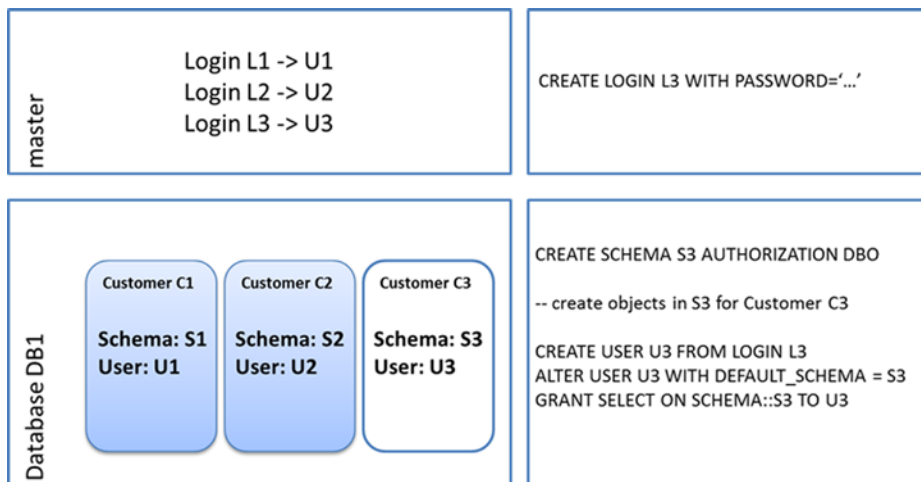 master
Login L1 -> U1
Login L2 -> U2
Login L3 -> U3
CREATE LOGIN L3 WITH PASSWORD=‘…’
Database DB1
Customer C1
Schema: S1
User: U1
Customer C2
Schema: S2
User: U2
Customer C3
Schema: S3
User: U3
CREATE SCHEMA S3 AUTHORIZATION DBO
-- create objects in S3 for Customer C3
CREATE USER U3 FROM LOGIN L3
ALTER USER U3 WITH DEFAULT_SCHEMA = S3
GRANT SELECT ON SCHEMA::S3 TO U3